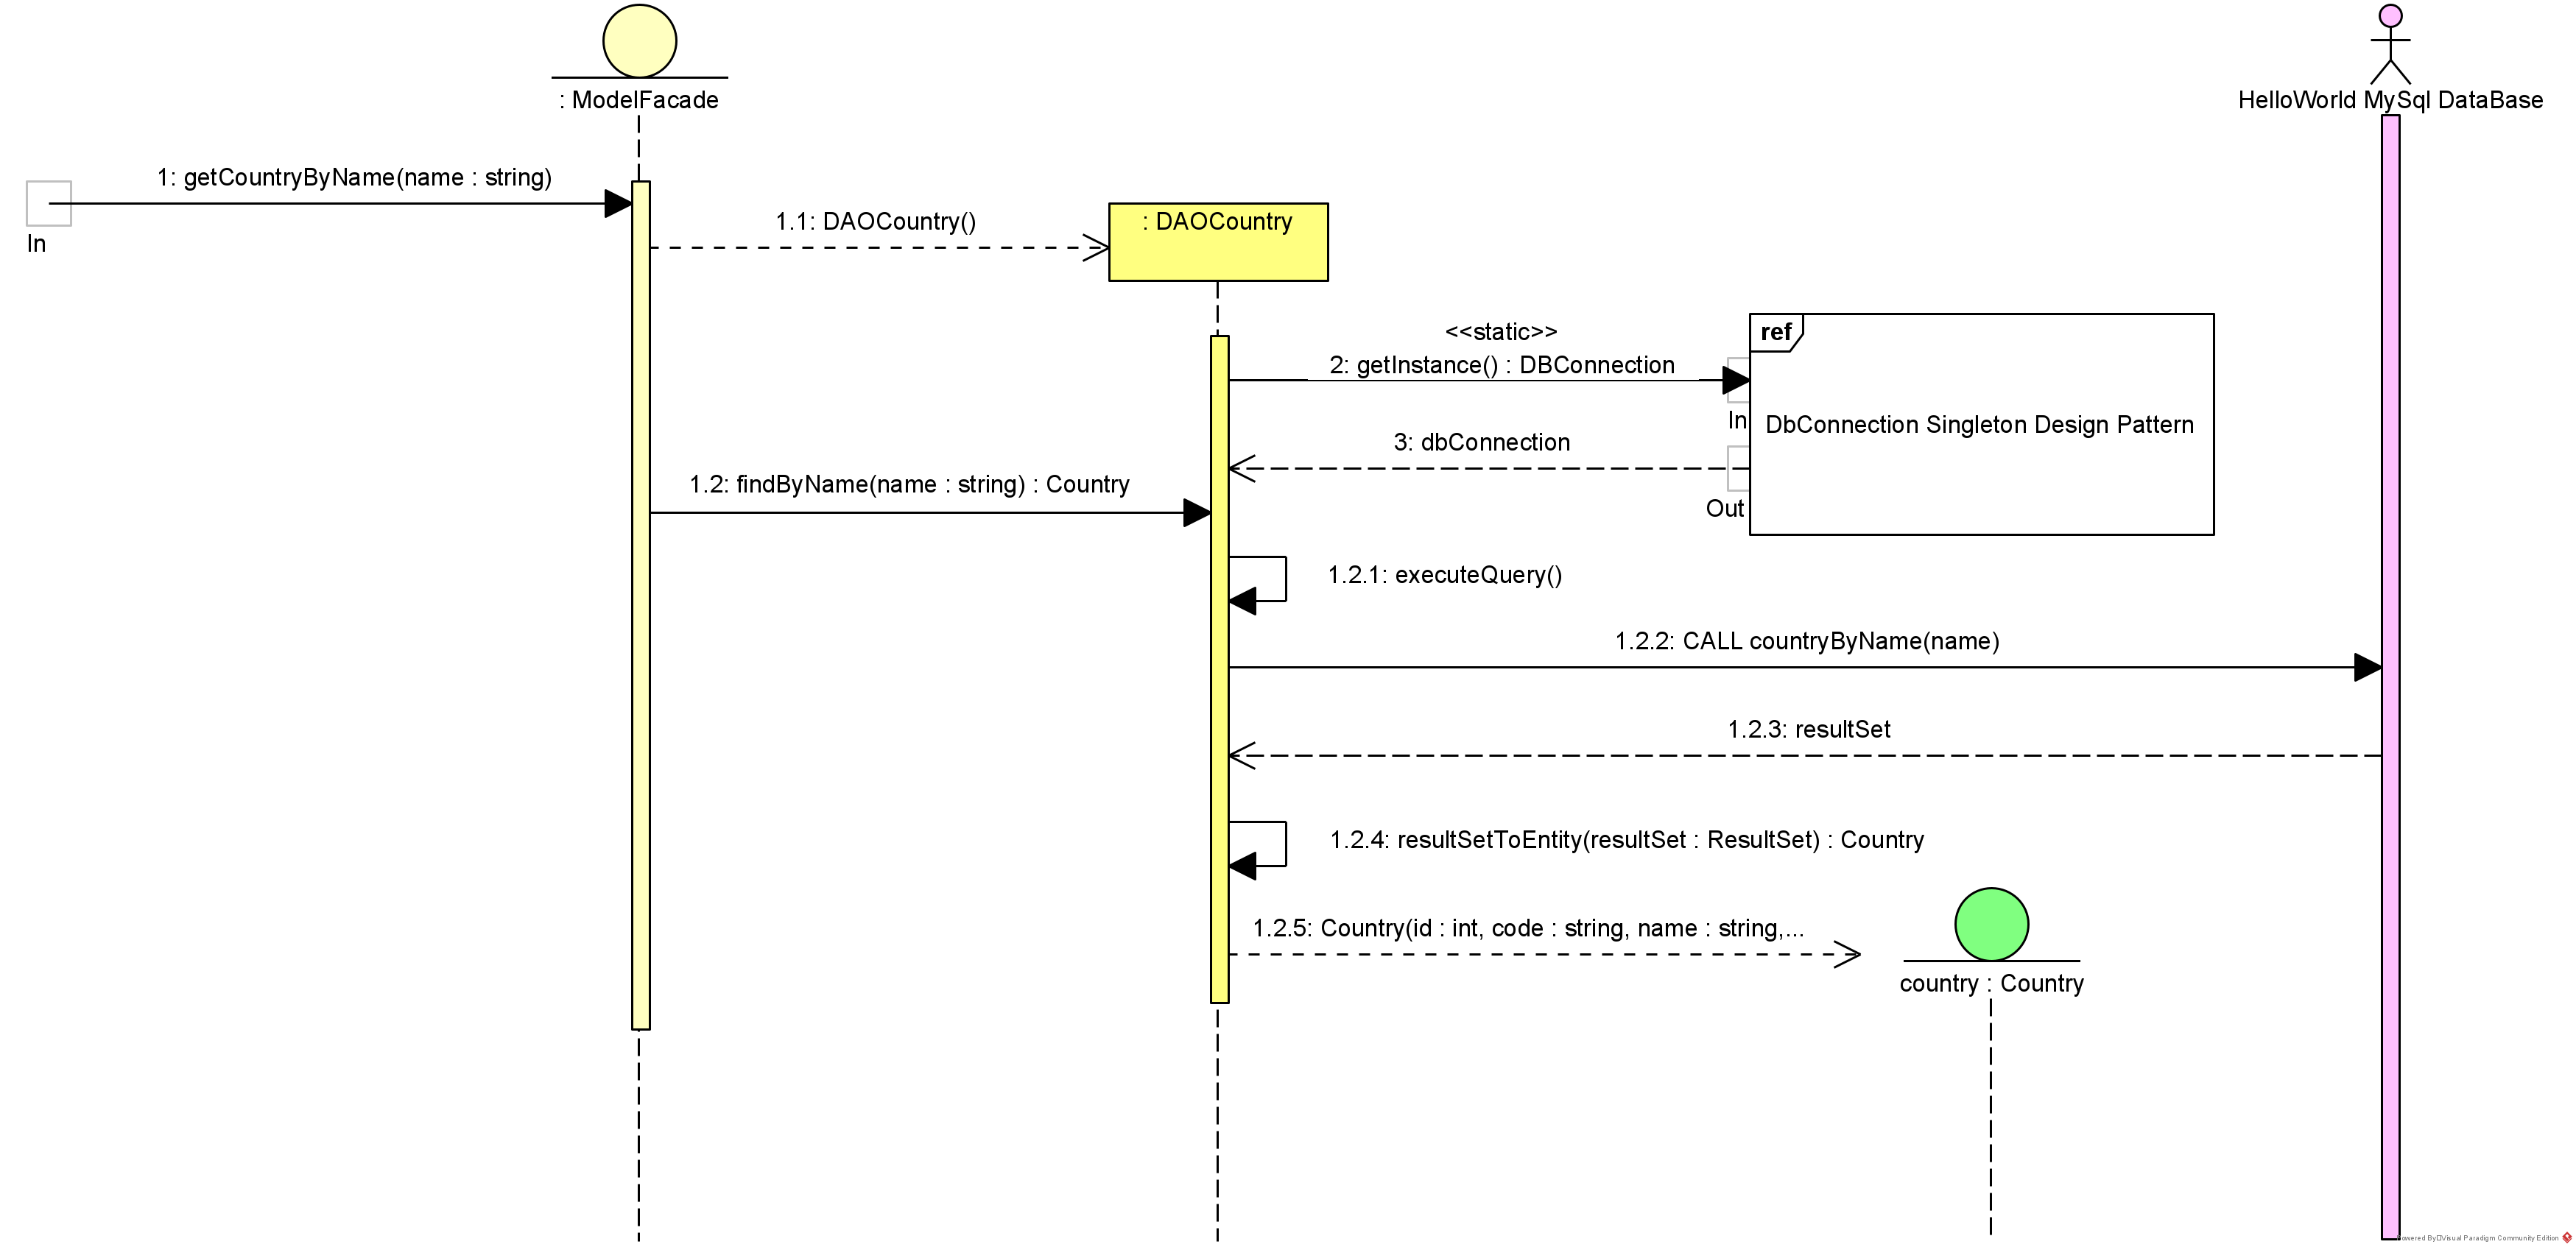 : ModelFacade
HelloWorld MySql DataBase
1: getCountryByName(name : string)
In
1.1: DAOCountry()
: DAOCountry
<<static>>
2: getInstance() : DBConnection
ref
In
DbConnection Singleton Design Pattern
3: dbConnection
Out
1.2: findByName(name : string) : Country
1.2.1: executeQuery()
1.2.2: CALL countryByName(name)
1.2.3: resultSet
1.2.4: resultSetToEntity(resultSet : ResultSet) : Country
1.2.5: Country(id : int, code : string, name : string,...
country : Country
Powered By Visual Paradigm Community Edition